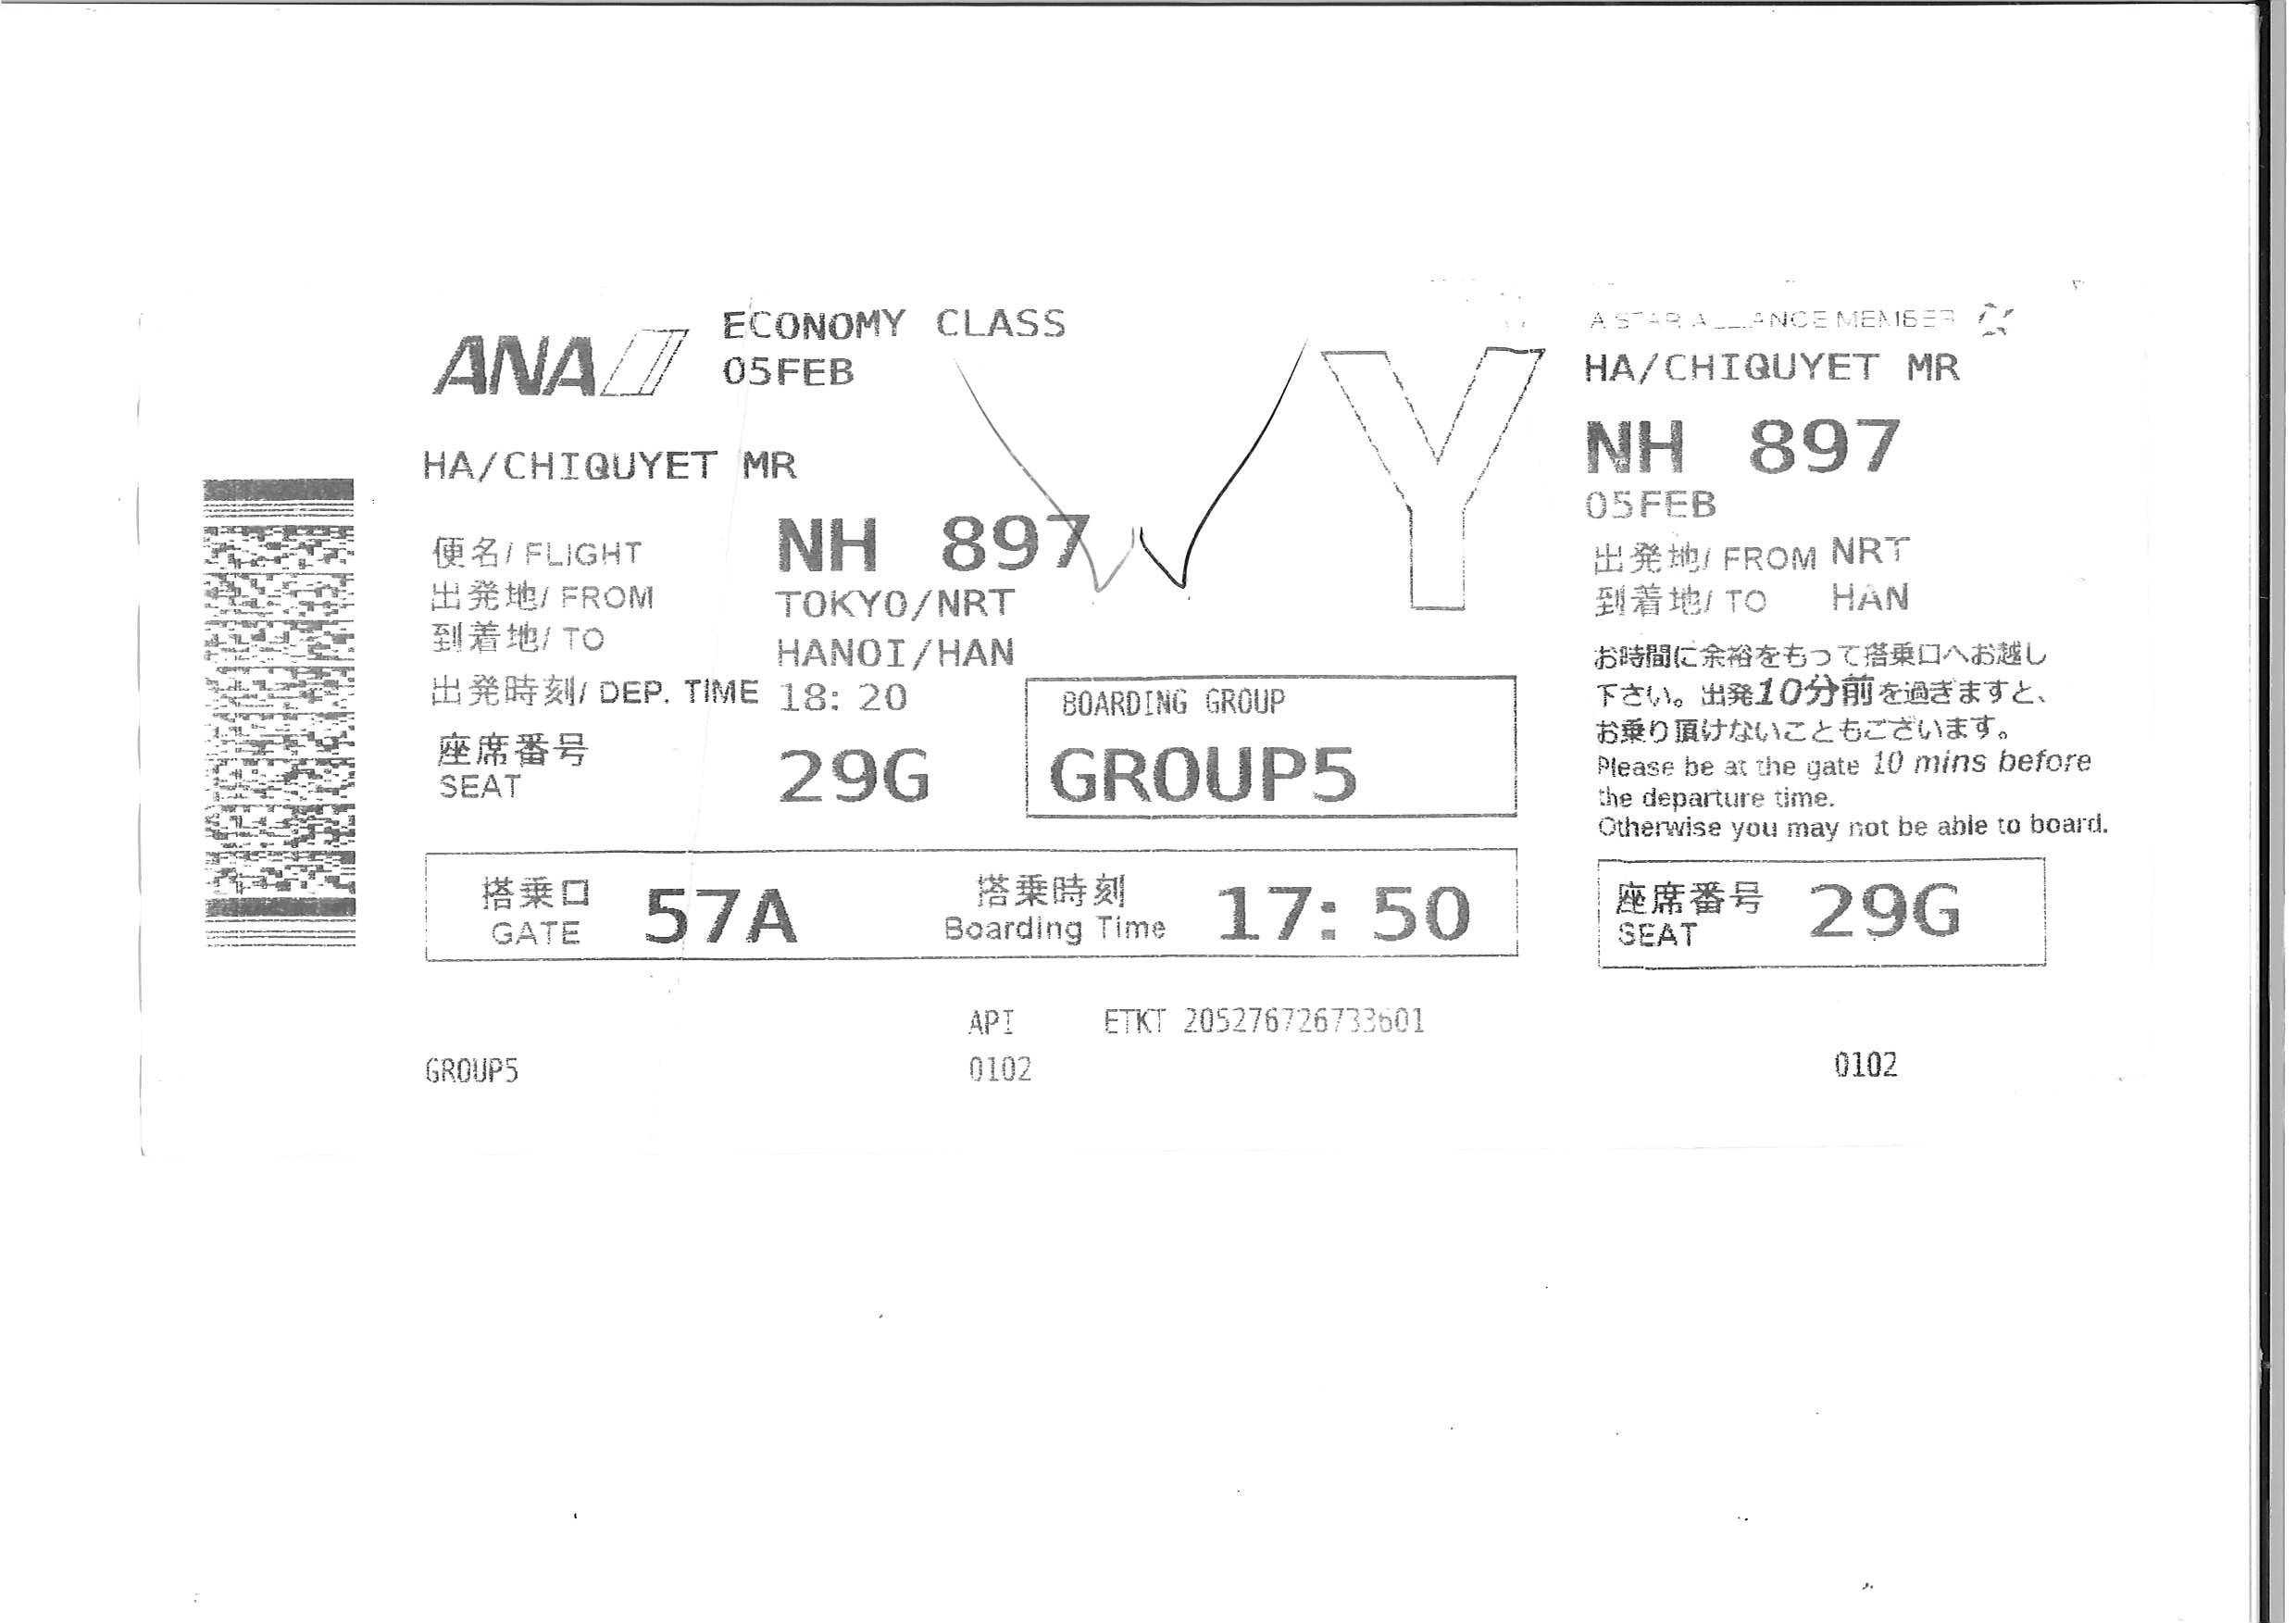 ANA
ECONOMY CLASS
05FEB
HA/CHIQUYET MR
便名/ FLIGHT NH 897
出発地/ FROM TOKYO/NRT
到着地/ TO HANOI/HAN
出発時刻/ DEP. TIME 18:20
座席番号
SEAT 29G
BOARDING GROUP
GROUP5
搭乗口
GATE 57A
搭乗時刻
Boarding Time 17:50
API ETKT 205276726733601
GROUP5 0102
Y
A STAR ALLIANCE MEMBER
HA/CHIQUYET MR
NH 897
05FEB
出発地/ FROM NRT
到着地/ TO HAN
お時間に余裕をもって搭乗口へお越し
下さい。出発10分前を過ぎますと、
お乗り頂けないこともございます。
Please be at the gate 10 mins before
the departure time.
Otherwise you may not be able to board.
座席番号
SEAT 29G
0102